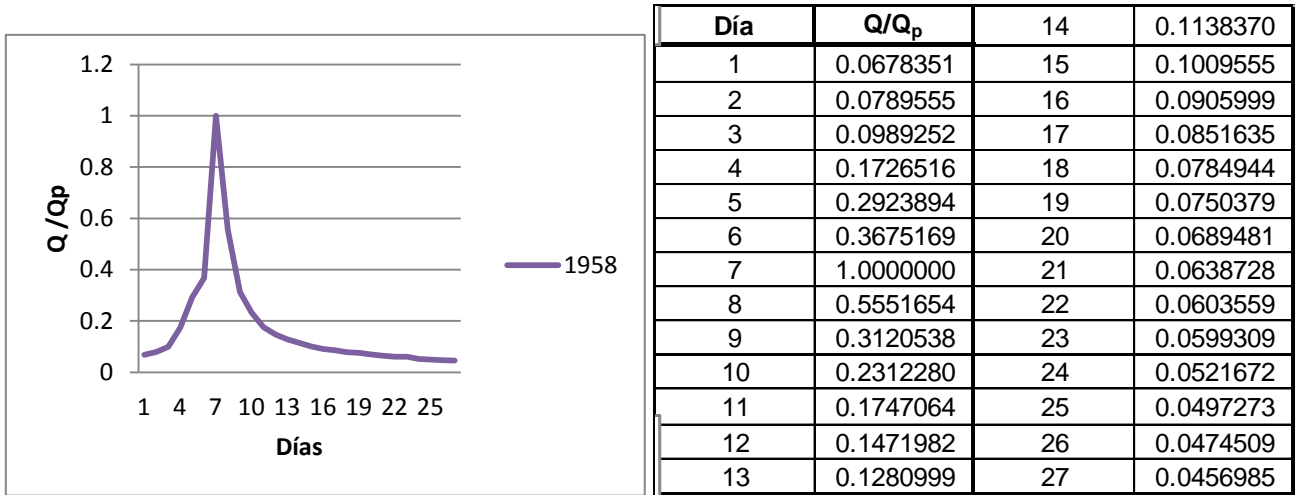 1.2
1
0.8
0.6
0.4
0.2
0
Q /Qp
1 4 7 10 13 16 19 22 25
Días
1958
Día Q/Qp 14 0.1138370
1 0.0678351 15 0.1009555
2 0.0789555 16 0.0905999
3 0.0989252 17 0.0851635
4 0.1726516 18 0.0784944
5 0.2923894 19 0.0750379
6 0.3675169 20 0.0689481
7 1.0000000 21 0.0638728
8 0.5551654 22 0.0603559
9 0.3120538 23 0.0599309
10 0.2312280 24 0.0521672
11 0.1747064 25 0.0497273
12 0.1471982 26 0.0474509
13 0.1280999 27 0.0456985